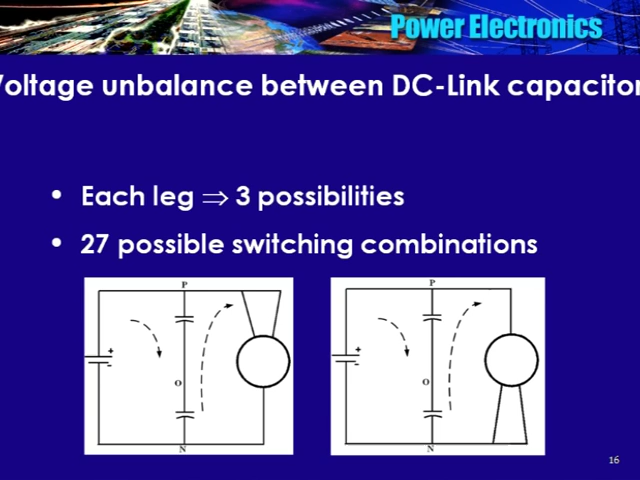 Power Electronics
Voltage unbalance between DC-Link capacitor
• Each leg ⇒ 3 possibilities
• 27 possible switching combinations
P
+
-
O
N
P
+
-
O
N
16